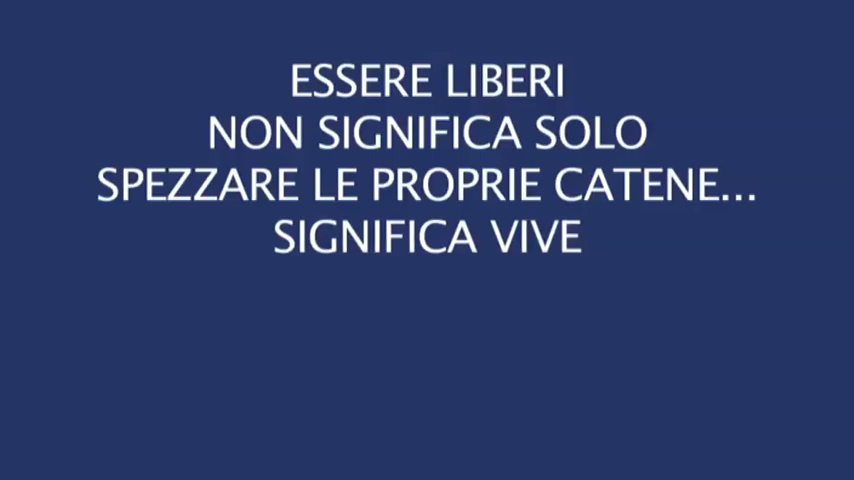 ESSERE LIBERI
NON SIGNIFICA SOLO
SPEZZARE LE PROPRIE CATENE...
SIGNIFICA VIVE